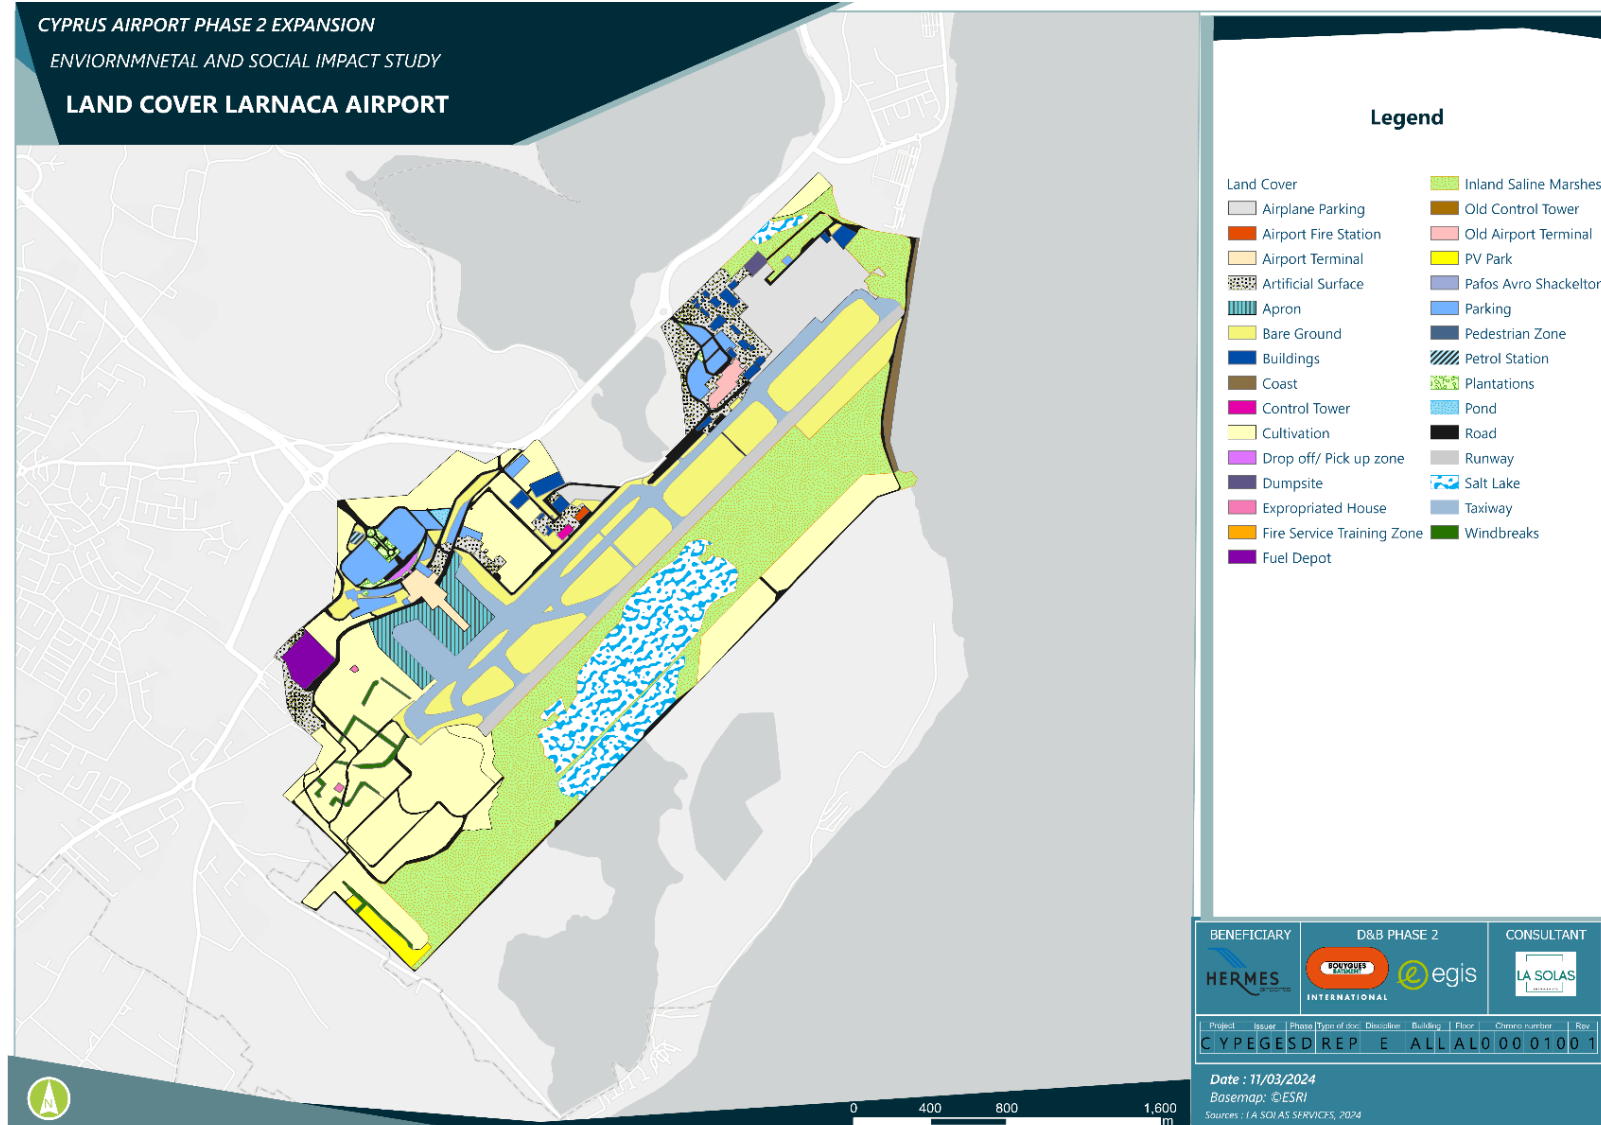 CYPRUS AIRPORT PHASE 2 EXPANSION
ENVIORNMNETAL AND SOCIAL IMPACT STUDY
LAND COVER LARNACA AIRPORT
Legend
Land Cover
Airplane Parking
Airport Fire Station
Airport Terminal
Artificial Surface
Apron
Bare Ground
Buildings
Coast
Control Tower
Cultivation
Drop off/ Pick up zone
Dumpsite
Expropriated House
Fire Service Training Zone
Fuel Depot
Inland Saline Marshes
Old Control Tower
Old Airport Terminal
PV Park
Pafos Avro Shackelton
Parking
Pedestrian Zone
Petrol Station
Plantations
Pond
Road
Runway
Salt Lake
Taxiway
Windbreaks
BENEFICIARY
HERMES
D&B PHASE 2
BOUYGUES
BATIMENT
INTERNATIONAL
egis
CONSULTANT
LA SOLAS
Project Issuer Phase Type of doc Discipline Building Floor Chrono number Rev
C Y P E G E S D R E P E A L L A L 0 0 0 0 1 0 0 1
Date : 11/03/2024
Basemap: ©ESRI
Sources : LA SOLAS SERVICES, 2024
N
0 400 800 1,600
m